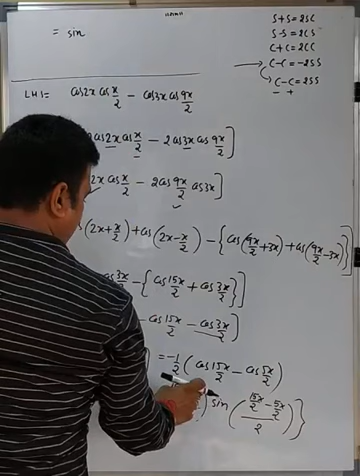 = sin
S+S=2SC
S-S=2CS
C+C=2CC
C-C=-2SS
C-C=2SS
- +
LHS= cos2x cos x/2 - cos3x cos 9x/2
cos2x cos x/2 - 2cos3x cos 9x/2]
2x cos x/2 - 2cos 9x/2 cos3x]
(2x+x/2)+cos(2x-x/2) - {cos(9x/2+3x)+cos(9x/2-3x)}]
cos 3x/2 - {cos 15x/2 + cos 3x/2}]
- cos 15x/2 - cos 3x/2]
= -1/2 (cos 15x/2 - cos 5x/2)
) sin ((15x/2 - 5x/2)/2)}